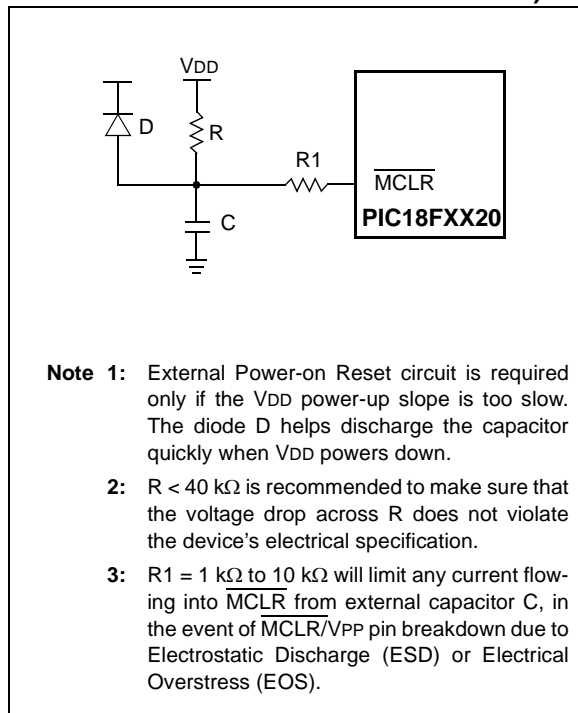 VDD
D
R
R1
MCLR
PIC18FXX20
C
Note 1: External Power-on Reset circuit is required
only if the VDD power-up slope is too slow.
The diode D helps discharge the capacitor
quickly when VDD powers down.
2: R < 40 kΩ is recommended to make sure that
the voltage drop across R does not violate
the device's electrical specification.
3: R1 = 1 kΩ to 10 kΩ will limit any current flow-
ing into MCLR from external capacitor C, in
the event of MCLR/VPP pin breakdown due to
Electrostatic Discharge (ESD) or Electrical
Overstress (EOS).